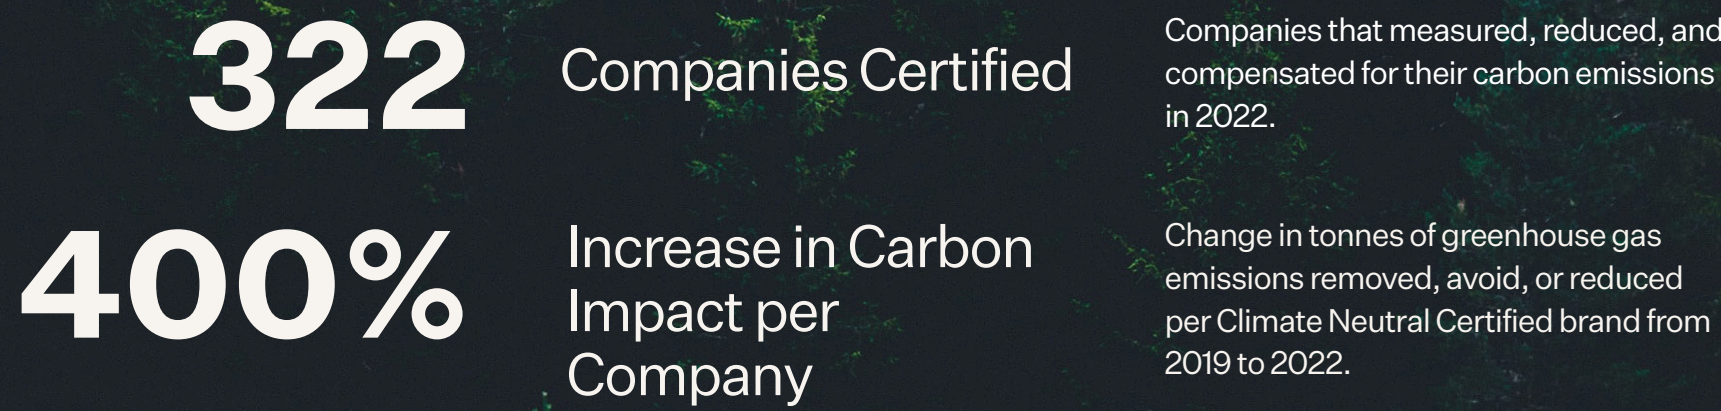 322
Companies Certified
Companies that measured, reduced, and
compensated for their carbon emissions
in 2022.
400%
Increase in Carbon
Impact per
Company
Change in tonnes of greenhouse gas
emissions removed, avoid, or reduced
per Climate Neutral Certified brand from
2019 to 2022.